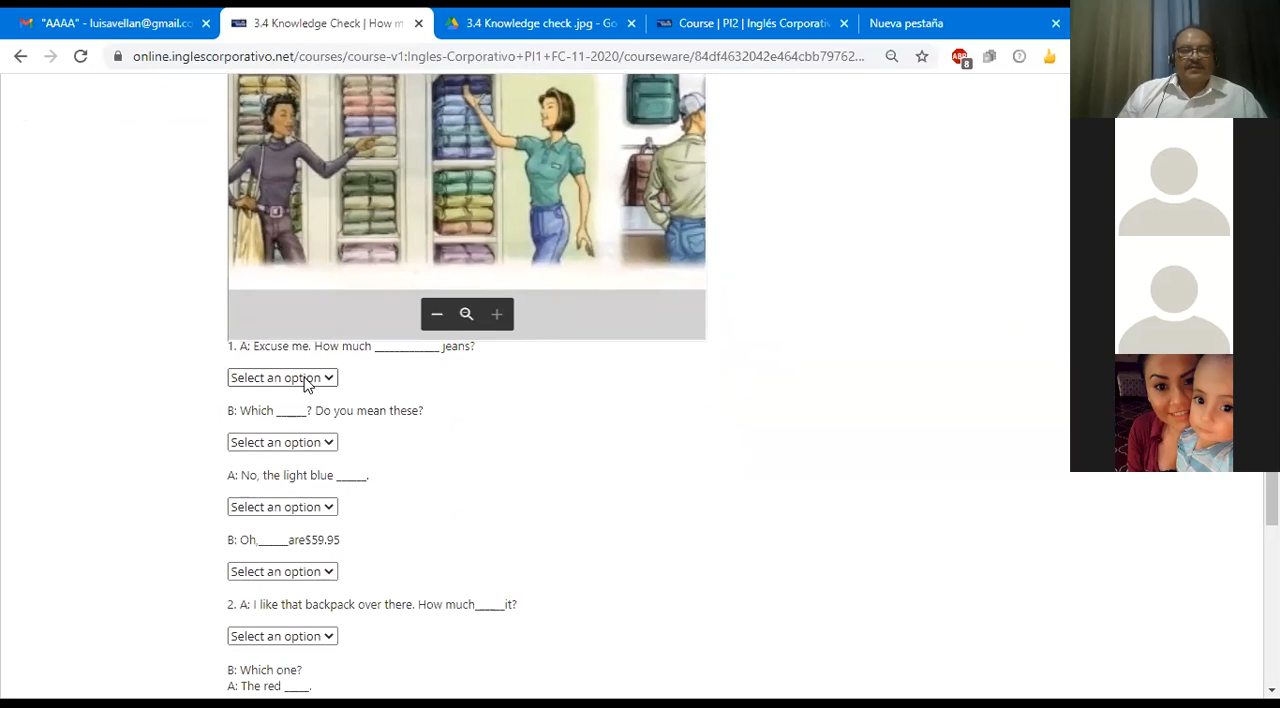 "AAAA" - luisavellan@gmail.co
3.4 Knowledge Check | How m
3.4 Knowledge check .jpg - Go
Course | PI2 | Inglés Corporativ
Nueva pestaña
online.inglescorporativo.net/courses/course-v1:Ingles-Corporativo+PI1+FC-11-2020/courseware/84df4632042e464cbb79762...
ABP
8
1. A: Excuse me. How much _____________ jeans?
Select an option
B: Which ______? Do you mean these?
Select an option
A: No, the light blue ______.
Select an option
B: Oh,______are$59.95
Select an option
2. A: I like that backpack over there. How much______it?
Select an option
B: Which one?
A: The red _____.